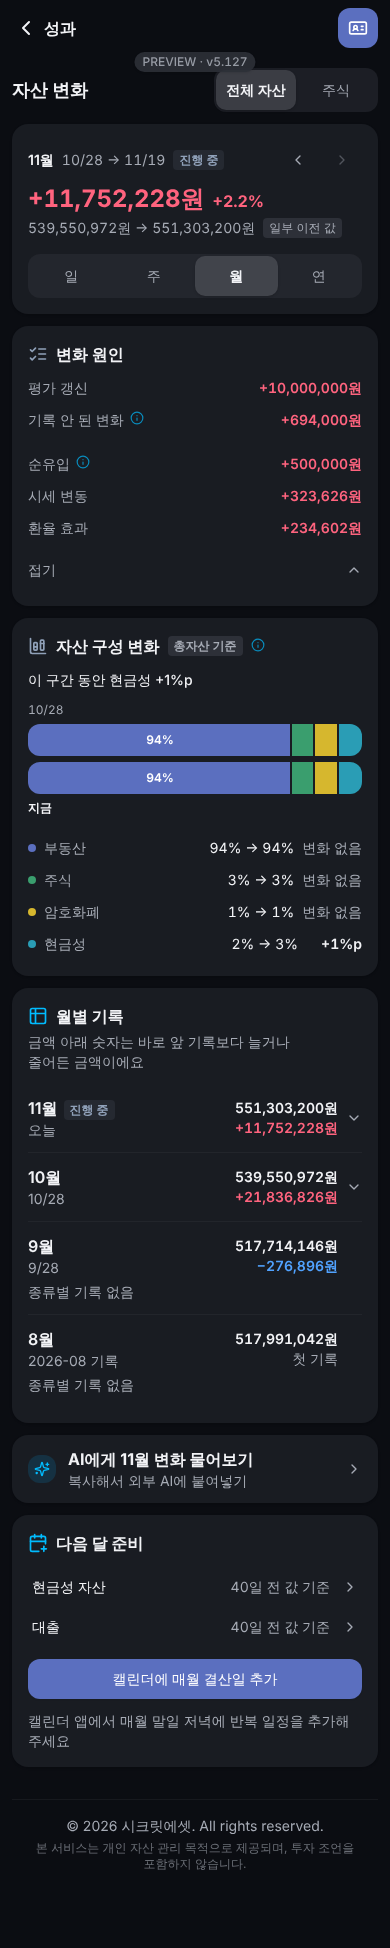 성과
PREVIEW · v5.127
자산 변화
전체 자산
주식
11월 10/28 → 11/19 진행 중
+11,752,228원 +2.2%
539,550,972원 → 551,303,200원 일부 이전 값
일
주
월
연
변화 원인
평가 갱신 +10,000,000원
기록 안 된 변화 +694,000원
순유입 +500,000원
시세 변동 +323,626원
환율 효과 +234,602원
접기
자산 구성 변화 총자산 기준
이 구간 동안 현금성 +1%p
10/28
94%
94%
지금
부동산 94% → 94% 변화 없음
주식 3% → 3% 변화 없음
암호화폐 1% → 1% 변화 없음
현금성 2% → 3% +1%p
월별 기록
금액 아래 숫자는 바로 앞 기록보다 늘거나
줄어든 금액이에요
11월 진행 중 551,303,200원
오늘 +11,752,228원
10월 539,550,972원
10/28 +21,836,826원
9월 517,714,146원
9/28 −276,896원
종류별 기록 없음
8월 517,991,042원
2026-08 기록 첫 기록
종류별 기록 없음
AI에게 11월 변화 물어보기
복사해서 외부 AI에 붙여넣기
다음 달 준비
현금성 자산 40일 전 값 기준
대출 40일 전 값 기준
캘린더에 매월 결산일 추가
캘린더 앱에서 매월 말일 저녁에 반복 일정을 추가해
주세요
© 2026 시크릿에셋. All rights reserved.
본 서비스는 개인 자산 관리 목적으로 제공되며, 투자 조언을
포함하지 않습니다.